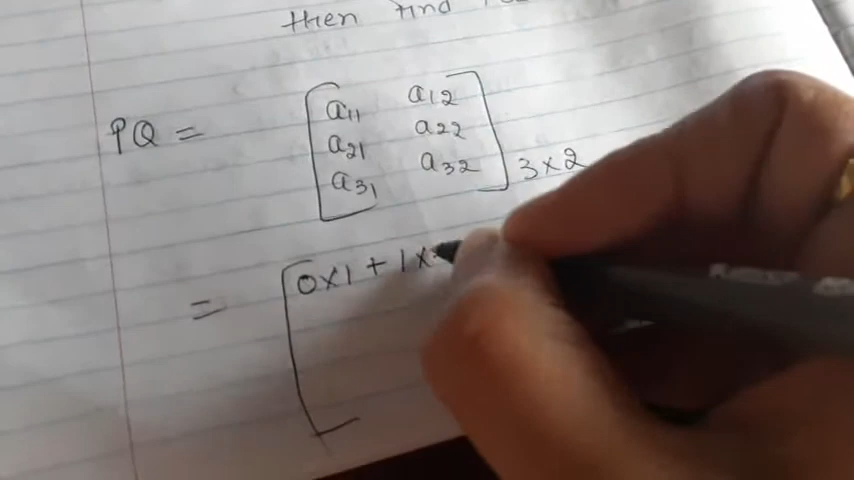 then find
PQ = [ a11 a12
a21 a22
a31 a32 ] 3×2
= [ 0×1 + 1×